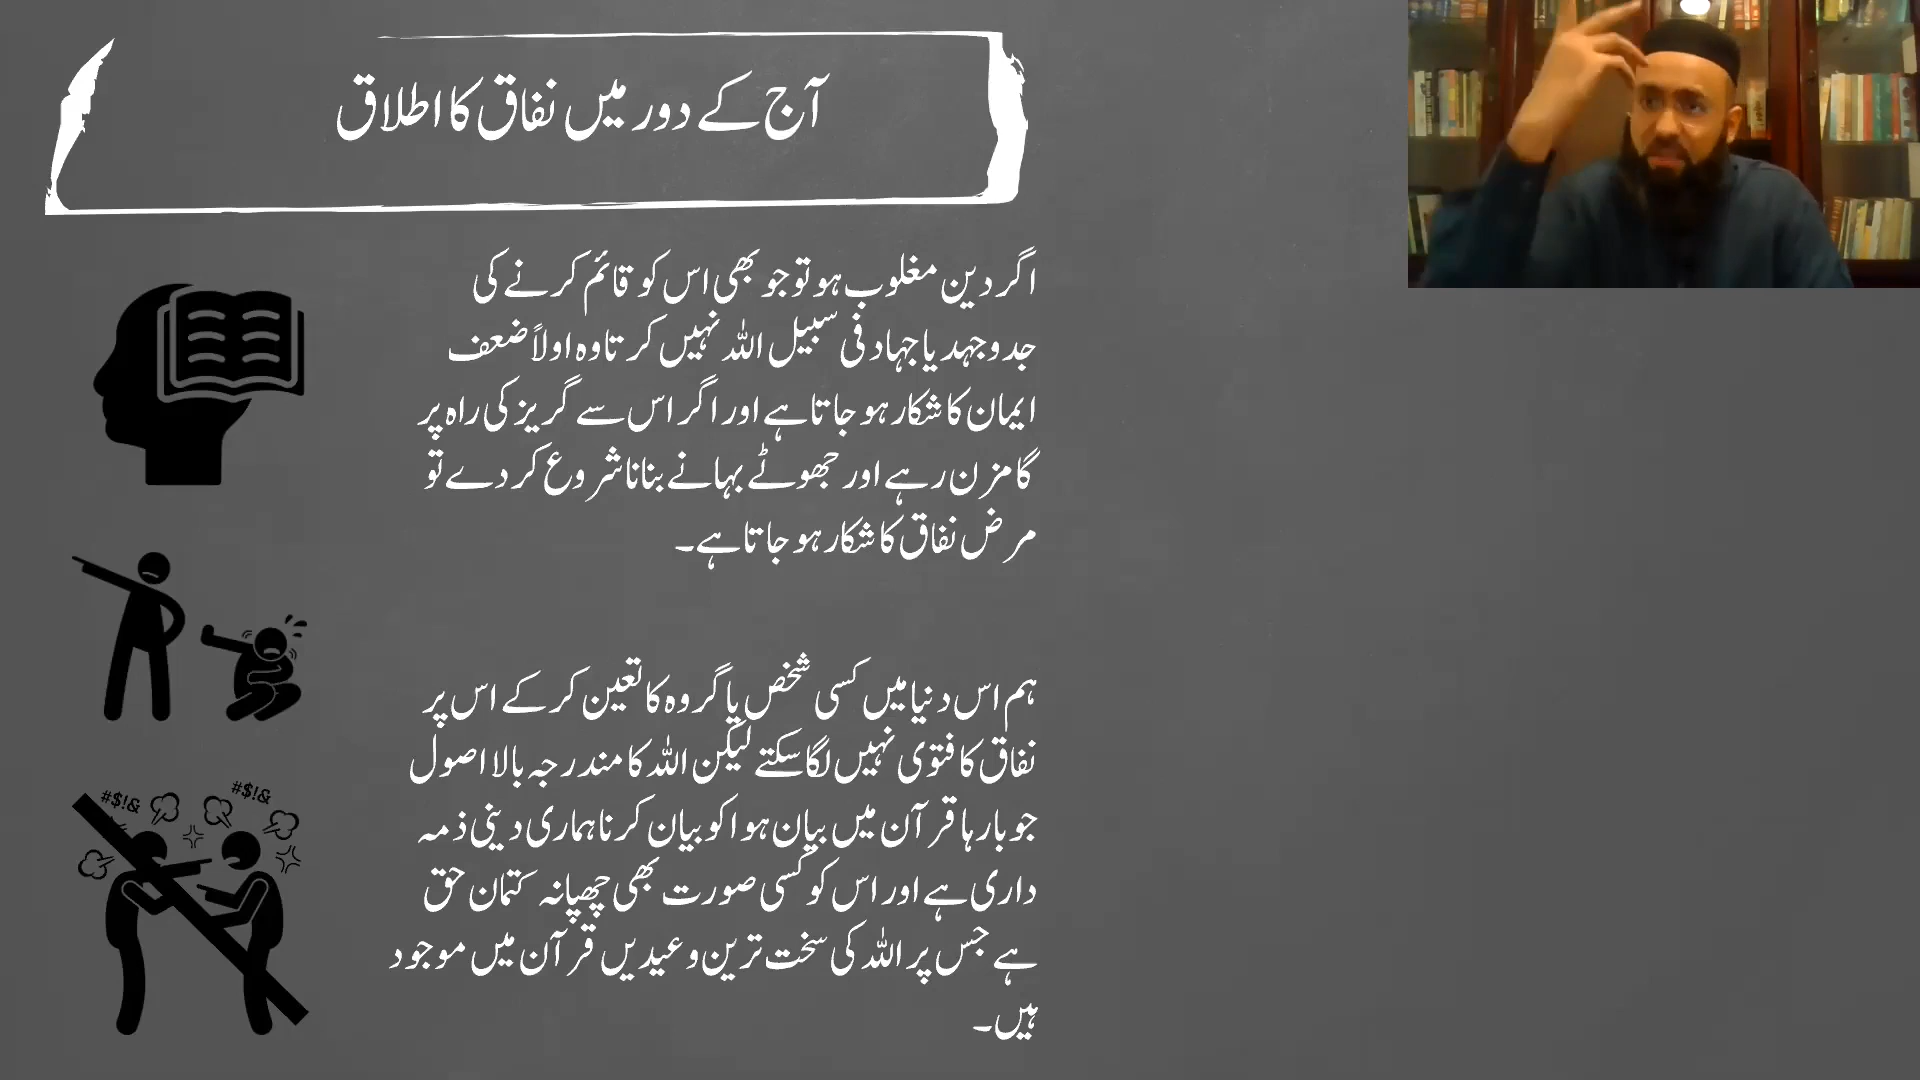 آج کے دور میں نفاق کا اطلاق
اگر دین مغلوب ہو تو جو بھی اس کو قائم کرنے کی
جدوجہد یا جہاد فی سبیل اللہ نہیں کرتا وہ اولاً ضعف
ایمان کا شکار ہو جاتا ہے اور اگر اس سے گریز کی راہ پر
گامزن رہے اور جھوٹے بہانے بنانا شروع کر دے تو
مرض نفاق کا شکار ہو جاتا ہے۔
ہم اس دنیا میں کسی شخص یا گروہ کا تعین کر کے اس پر
نفاق کا فتوی نہیں لگا سکتے لیکن اللہ کا مندرجہ بالا اصول
جو بارہا قرآن میں بیان ہوا کو بیان کرنا ہماری دینی ذمہ
داری ہے اور اس کو کسی صورت بھی چھپانہ کتمان حق
ہے جس پر اللہ کی سخت ترین وعیدیں قرآن میں موجود
ہیں۔
#$!&
#$!&